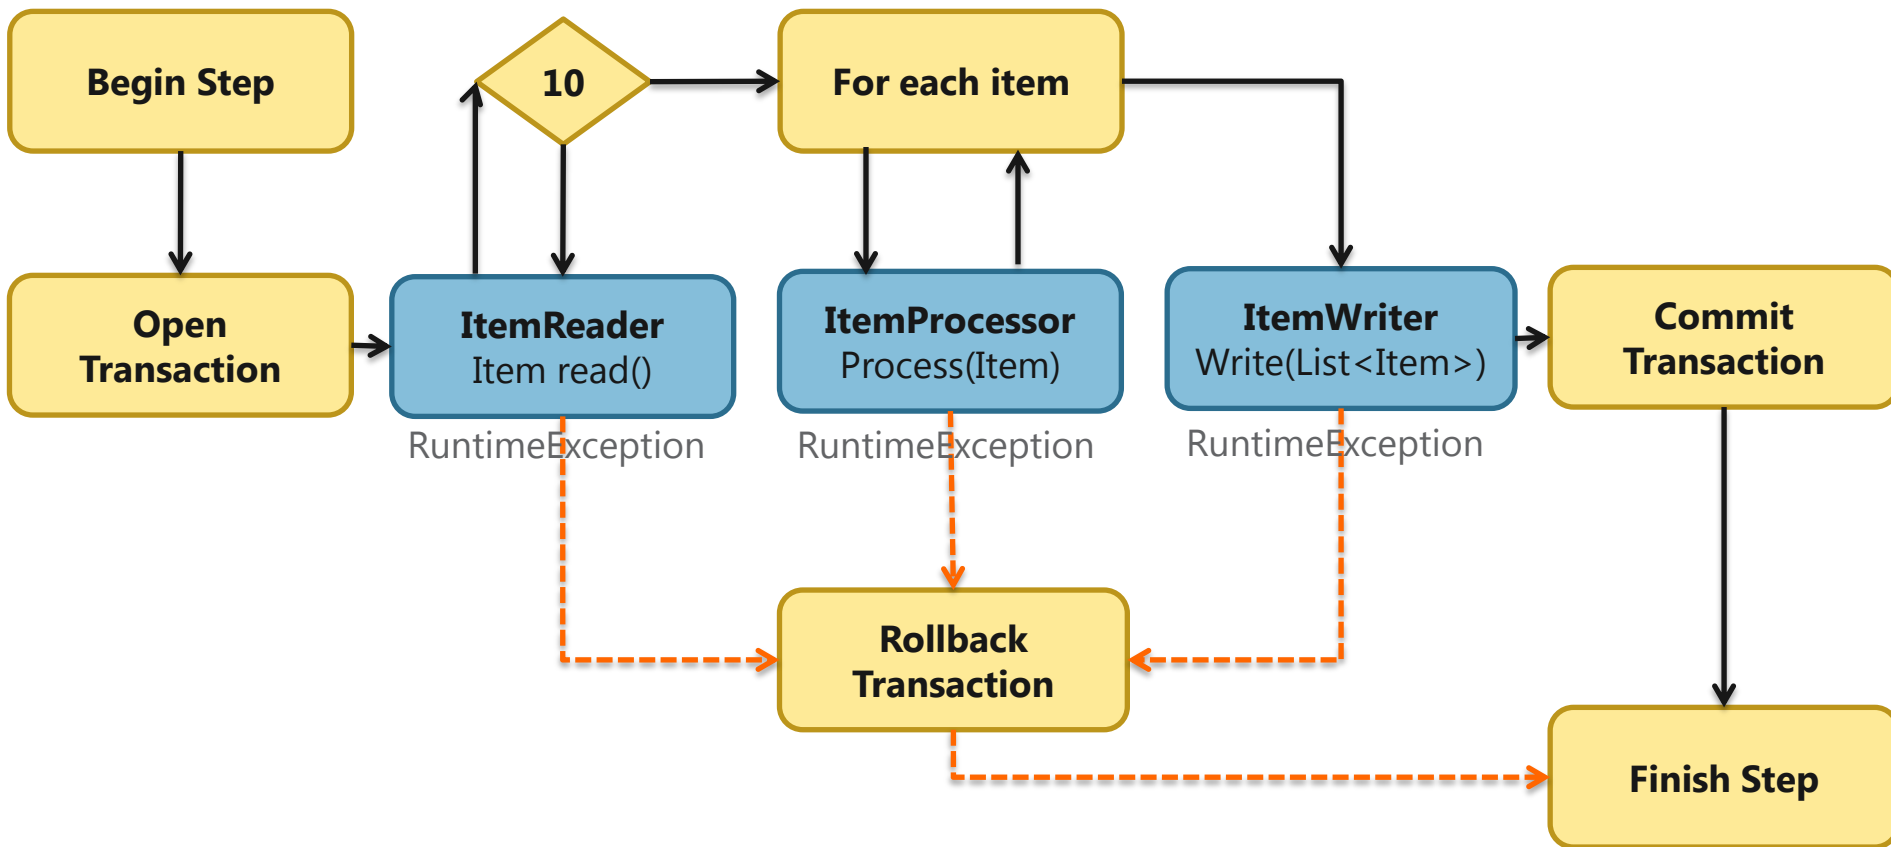 Begin Step
10
For each item
Open
Transaction
ItemReader
Item read()
ItemProcessor
Process(Item)
ItemWriter
Write(List<Item>)
Commit
Transaction
RuntimeException
RuntimeException
RuntimeException
Rollback
Transaction
Finish Step